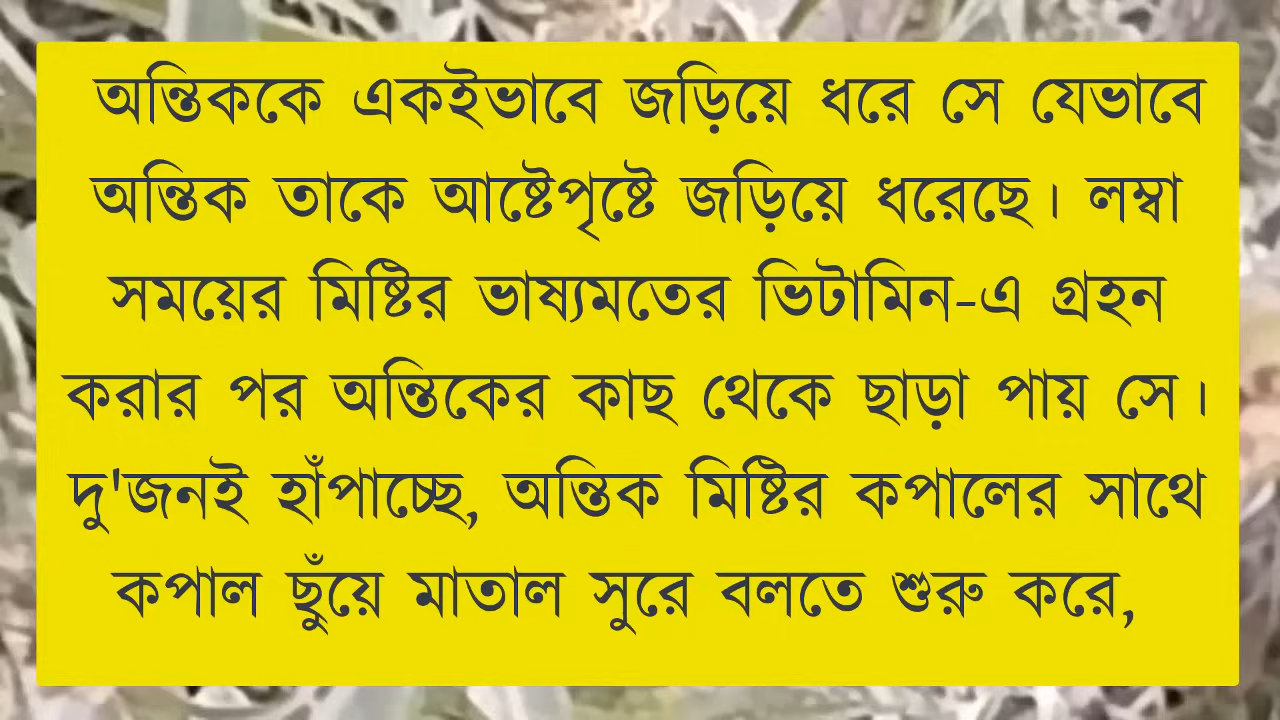 অন্তিককে একইভাবে জড়িয়ে ধরে সে যেভাবে
অন্তিক তাকে আষ্টেপৃষ্টে জড়িয়ে ধরেছে। লম্বা
সময়ের মিষ্টির ভাষ্যমতের ভিটামিন-এ গ্রহন
করার পর অন্তিকের কাছ থেকে ছাড়া পায় সে।
দু'জনই হাঁপাচ্ছে, অন্তিক মিষ্টির কপালের সাথে
কপাল ছুঁয়ে মাতাল সুরে বলতে শুরু করে,